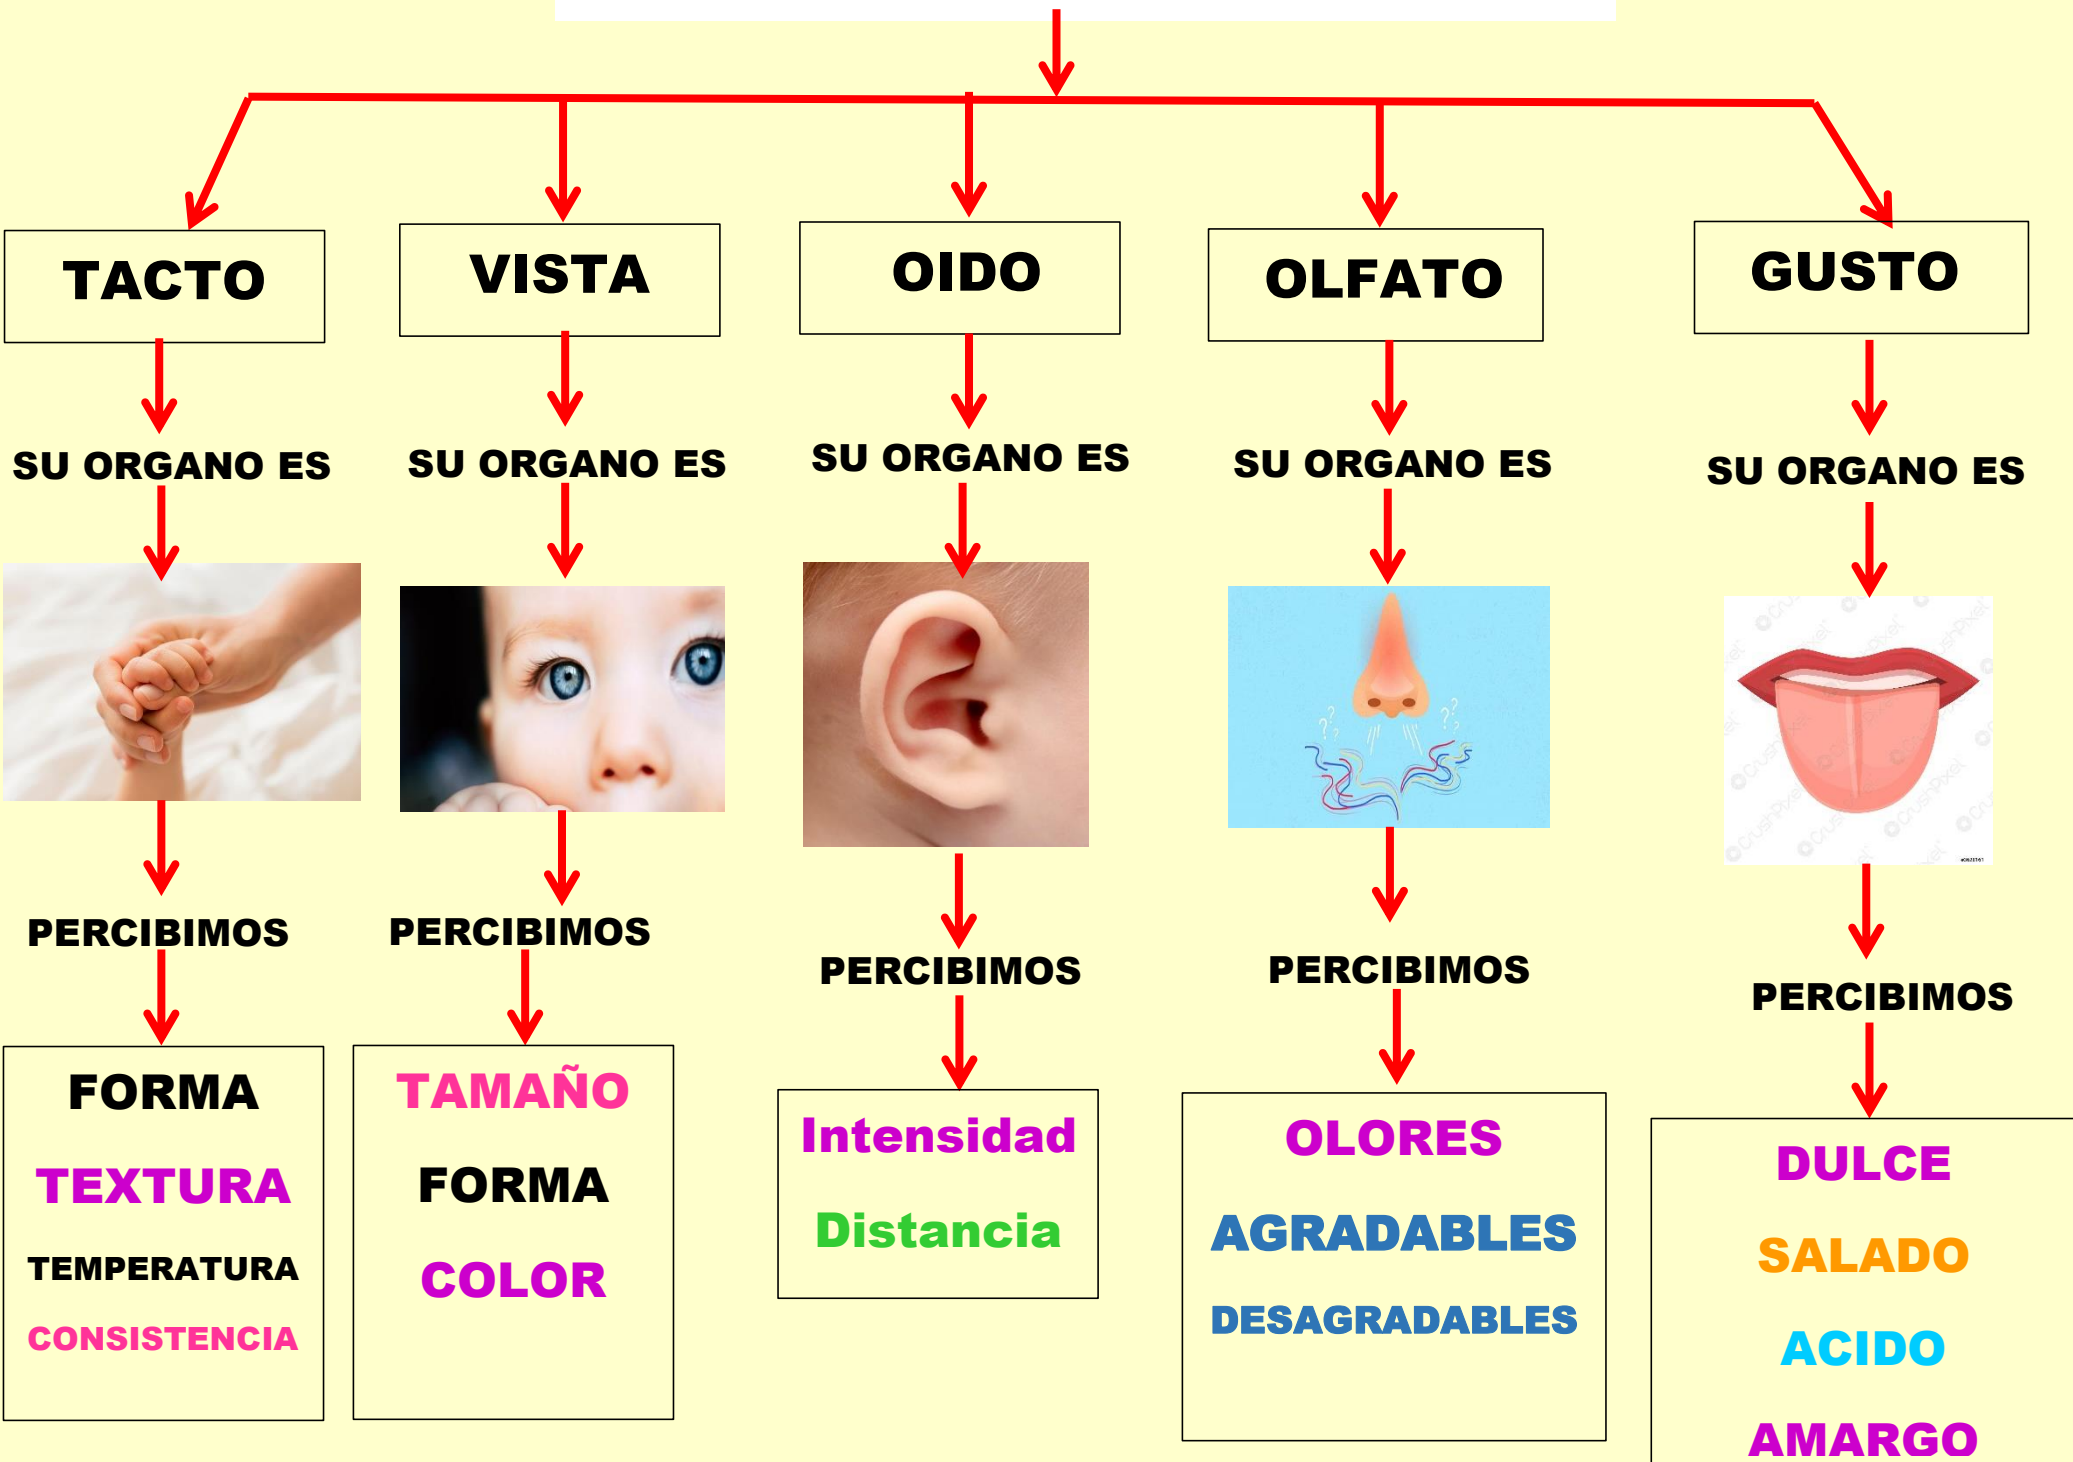 TACTO
VISTA
OIDO
OLFATO
GUSTO
SU ORGANO ES
SU ORGANO ES
SU ORGANO ES
SU ORGANO ES
SU ORGANO ES
PERCIBIMOS
PERCIBIMOS
PERCIBIMOS
PERCIBIMOS
PERCIBIMOS
FORMA
TEXTURA
TEMPERATURA
CONSISTENCIA
TAMAÑO
FORMA
COLOR
Intensidad
Distancia
OLORES
AGRADABLES
DESAGRADABLES
DULCE
SALADO
ACIDO
AMARGO